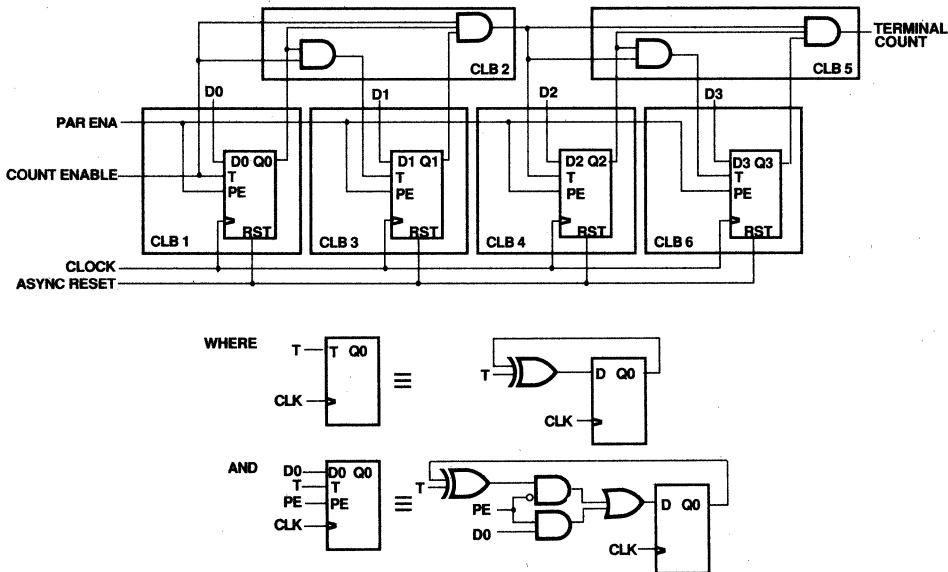 TERMINAL
COUNT
CLB 2
CLB 5
D0
D1
D2
D3
PAR ENA
D0 Q0
D1 Q1
D2 Q2
D3 Q3
COUNT ENABLE
T
T
T
T
PE
PE
PE
PE
RST
RST
RST
RST
CLB 1
CLB 3
CLB 4
CLB 6
CLOCK
ASYNC RESET
WHERE
T
T Q0
≡
T
D Q0
CLK
CLK
AND
D0
D0 Q0
T
T
≡
T
PE
PE
PE
D Q0
CLK
D0
CLK